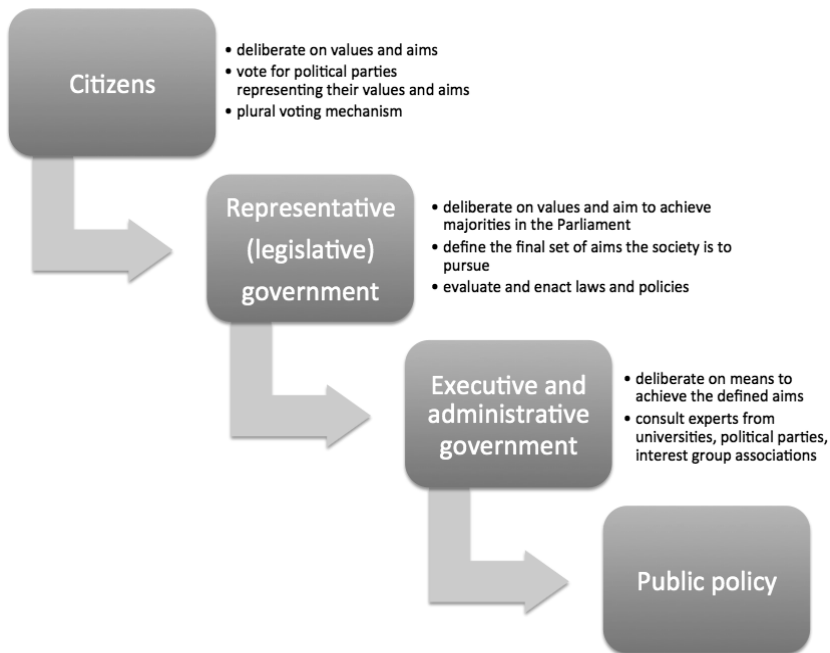 Citizens
• deliberate on values and aims
• vote for political parties
representing their values and aims
• plural voting mechanism
Representative
(legislative)
government
• deliberate on values and aim to achieve
majorities in the Parliament
• define the final set of aims the society is to
pursue
• evaluate and enact laws and policies
Executive and
administrative
government
• deliberate on means to
achieve the defined aims
• consult experts from
universities, political parties,
interest group associations
Public policy